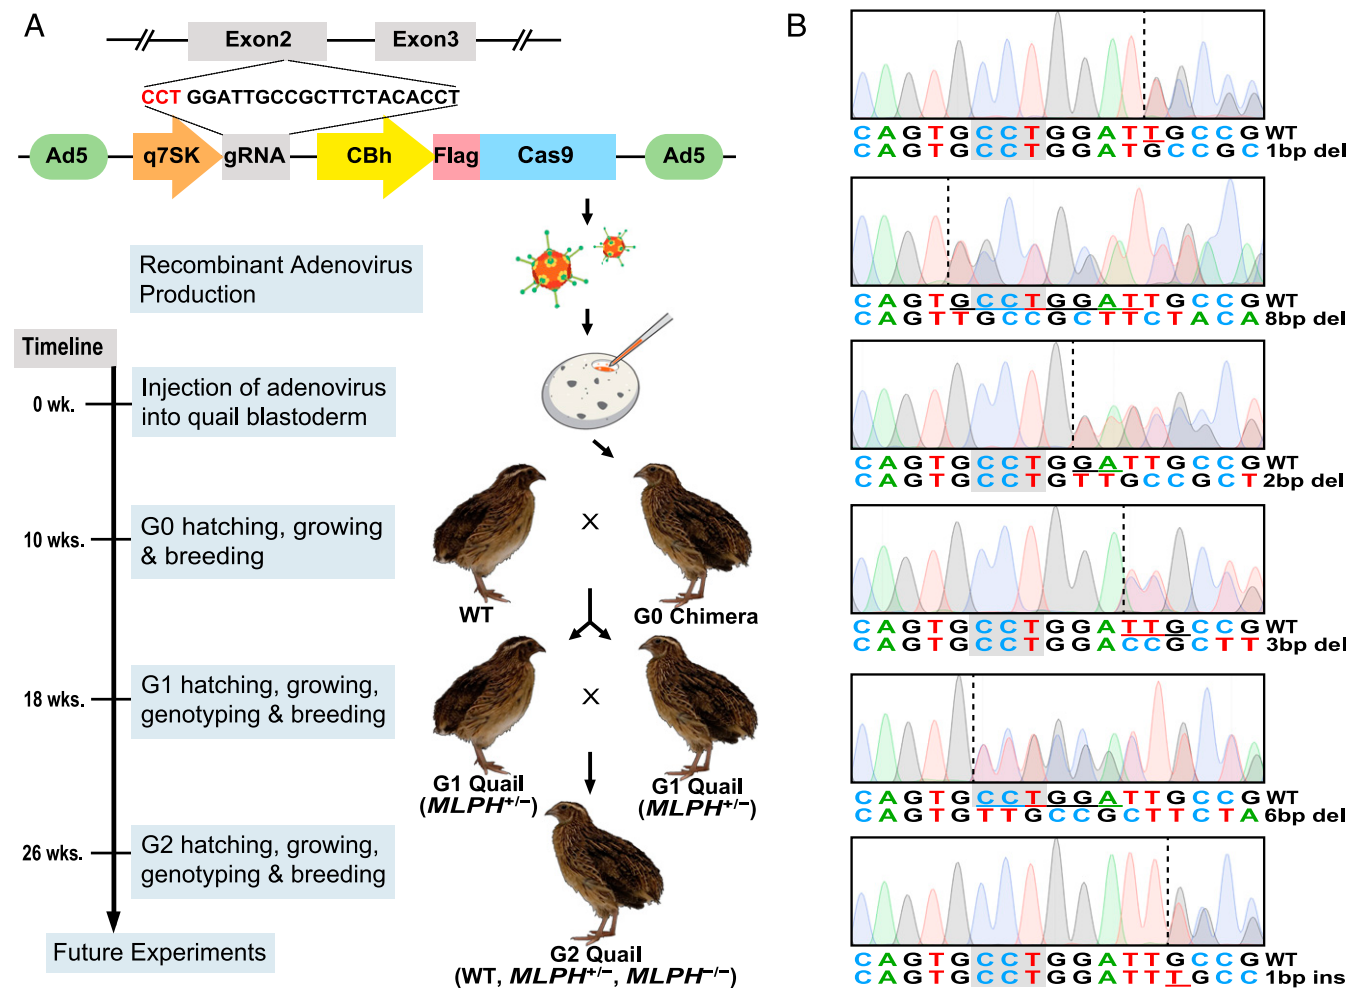 A
Exon2
Exon3
CCT GGATTGCCGCTTCTACACCT
Ad5
q7SK
gRNA
CBh
Flag
Cas9
Ad5
Recombinant Adenovirus
Production
Timeline
0 wk.
Injection of adenovirus
into quail blastoderm
10 wks.
G0 hatching, growing
& breeding
WT
X
G0 Chimera
18 wks.
G1 hatching, growing,
genotyping & breeding
X
G1 Quail
(MLPH+/–)
G1 Quail
(MLPH+/–)
26 wks.
G2 hatching, growing,
genotyping & breeding
G2 Quail
(WT, MLPH+/–, MLPH–/–)
Future Experiments
B
CAGTGCCTGGATTGCCG WT
CAGTGCCTGGATGCCGC 1bp del
CAGTGCCTGGATTGCCG WT
CAGTTGCCGCTTCTACA 8bp del
CAGTGCCTGGATTGCCG WT
CAGTGCCTGTTGCCGCT 2bp del
CAGTGCCTGGATTGCCG WT
CAGTGCCTGGACCGCTT 3bp del
CAGTGCCTGGATTGCCG WT
CAGTGTTGCCGCTTCTA 6bp del
CAGTGCCTGGATTGCCG WT
CAGTGCCTGGATTTGCC 1bp ins